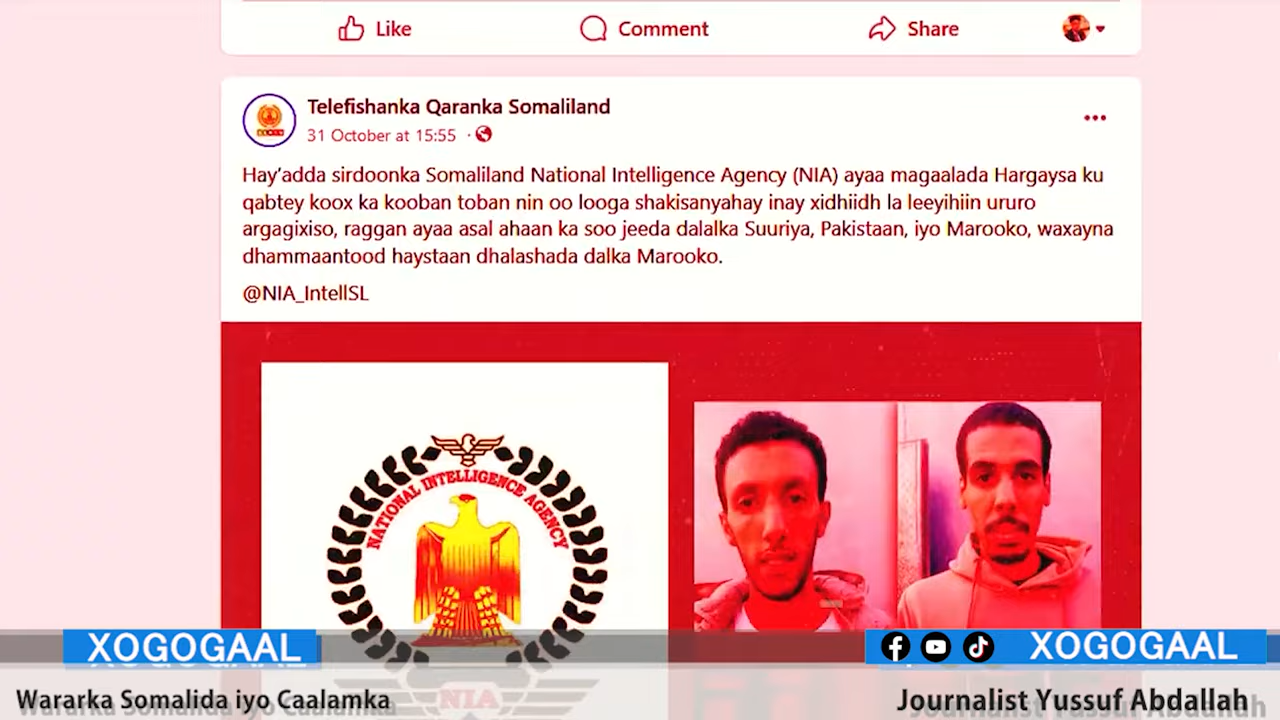 Like Comment Share
Telefishanka Qaranka Somaliland
31 October at 15:55 ·
Hay’adda sirdoonka Somaliland National Intelligence Agency (NIA) ayaa magaalada Hargaysa ku
qabtey koox ka kooban toban nin oo looga shakisanyahay inay xidhiidh la leeyihiin ururo
argagixiso, raggan ayaa asal ahaan ka soo jeeda dalalka Suuriya, Pakistaan, iyo Marooko, waxayna
dhammaantood haystaan dhalashada dalka Marooko.
@NIA_IntellSL
NATIONAL INTELLIGENCE AGENCY
NIA
XOGOGAAL
XOGOGAAL
Wararka Somalida iyo Caalamka
Journalist Yussuf Abdallah